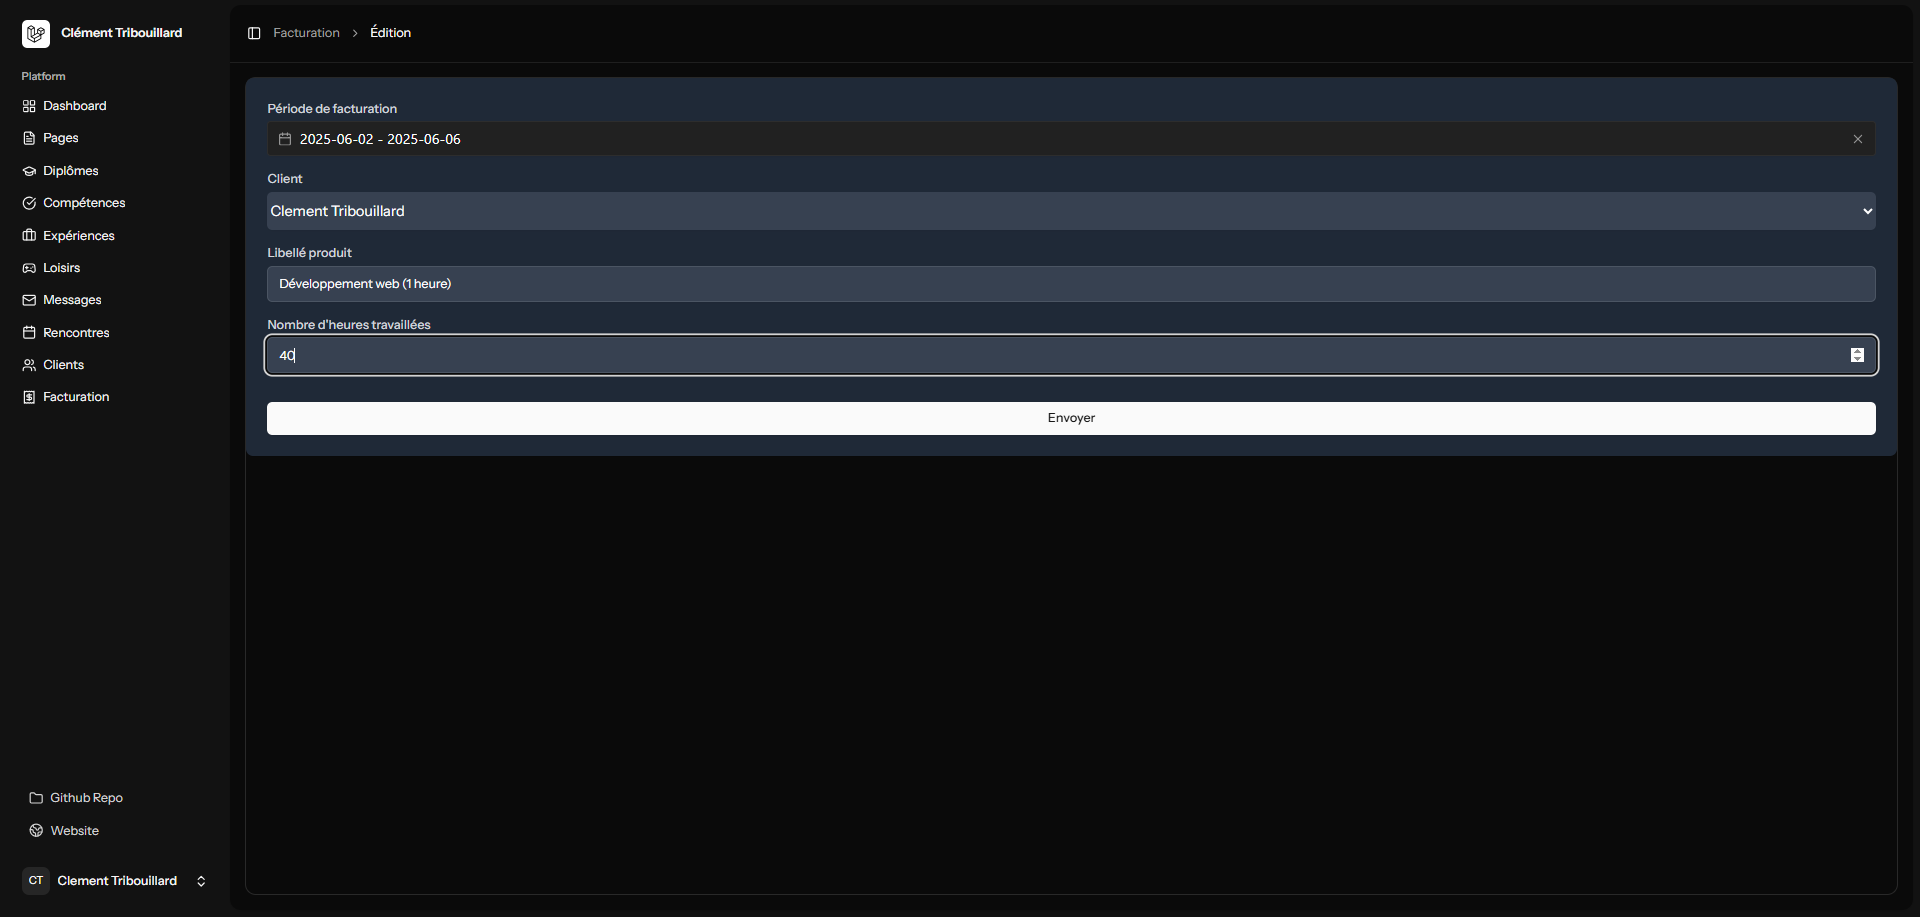 Clément Tribouillard
Platform
Dashboard
Pages
Diplômes
Compétences
Expériences
Loisirs
Messages
Rencontres
Clients
Facturation
Github Repo
Website
CT Clement Tribouillard
Facturation > Édition
Période de facturation
2025-06-02 - 2025-06-06
Client
Clement Tribouillard
Libellé produit
Développement web (1 heure)
Nombre d'heures travaillées
40
Envoyer